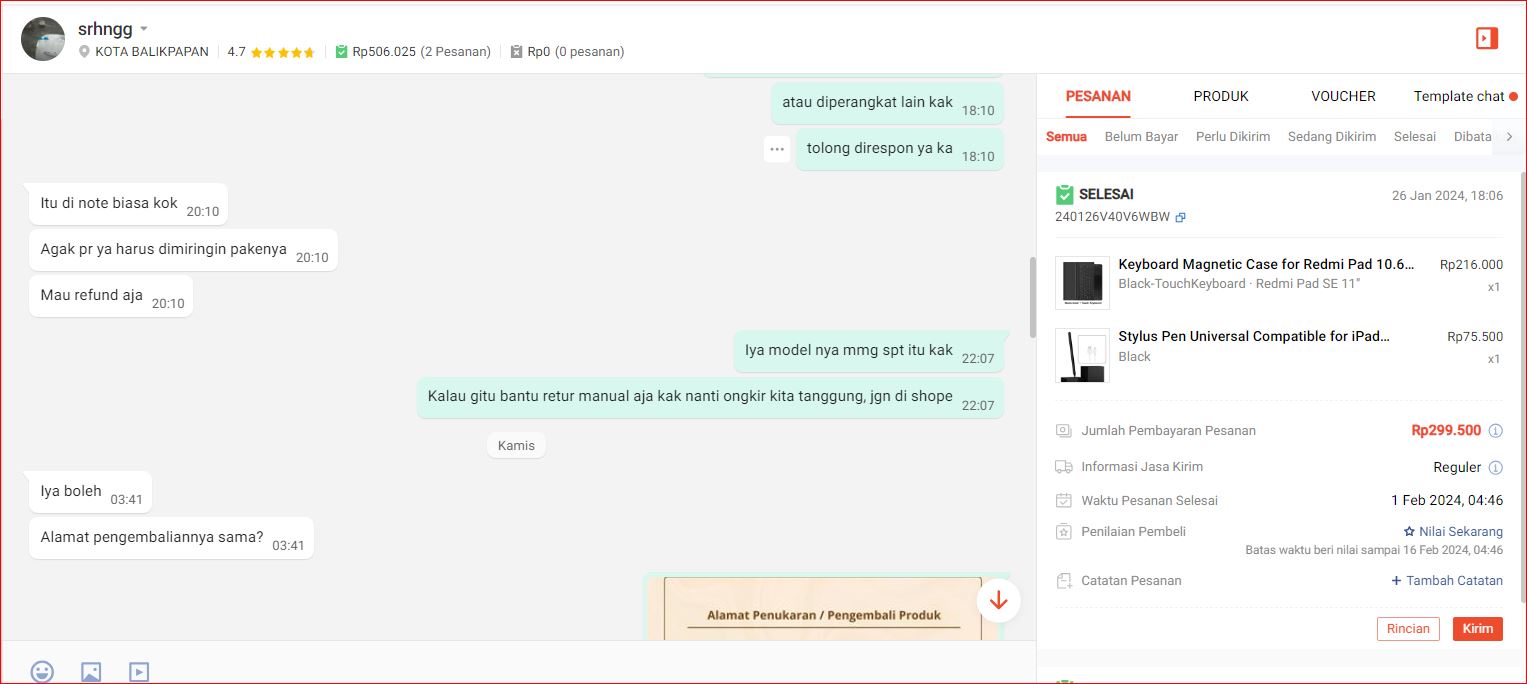 srhngg
KOTA BALIKPAPAN 4.7 Rp506.025 (2 Pesanan) Rp0 (0 pesanan)
atau diperangkat lain kak 18:10
tolong direspon ya ka 18:10
Itu di note biasa kok 20:10
Agak pr ya harus dimiringin pakenya 20:10
Mau refund aja 20:10
Iya model nya mmg spt itu kak 22:07
Kalau gitu bantu retur manual aja kak nanti ongkir kita tanggung, jgn di shope 22:07
Kamis
Iya boleh 03:41
Alamat pengembaliannya sama? 03:41
Alamat Penukaran / Pengembali Produk
PESANAN PRODUK VOUCHER Template chat
Semua Belum Bayar Perlu Dikirim Sedang Dikirim Selesai Dibata
SELESAI 26 Jan 2024, 18:06
240126V40V6WBW
Keyboard Magnetic Case for Redmi Pad 10.6... Rp216.000
Black-TouchKeyboard · Redmi Pad SE 11" x1
Stylus Pen Universal Compatible for iPad... Rp75.500
Black x1
Jumlah Pembayaran Pesanan Rp299.500
Informasi Jasa Kirim Reguler
Waktu Pesanan Selesai 1 Feb 2024, 04:46
Penilaian Pembeli Nilai Sekarang
Batas waktu beri nilai sampai 16 Feb 2024, 04:46
Catatan Pesanan + Tambah Catatan
Rincian Kirim